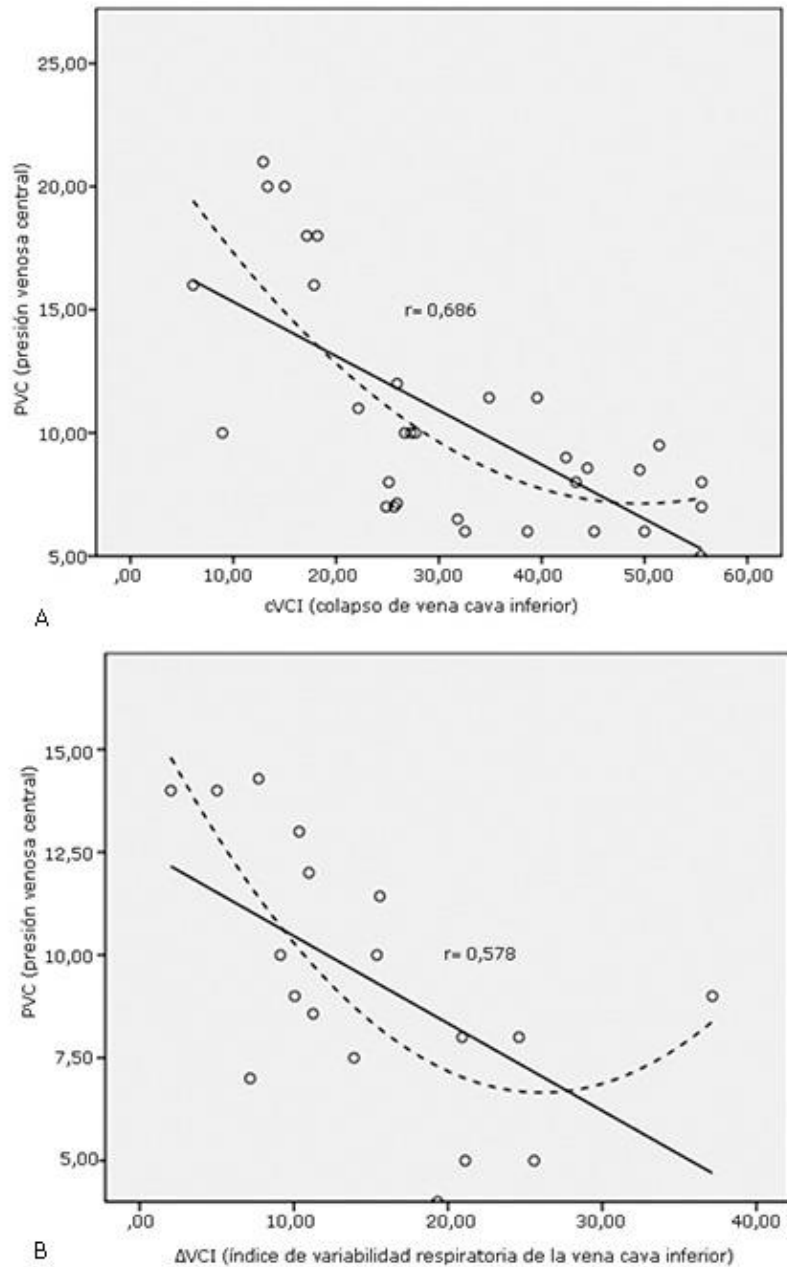 25,00
20,00
15,00
10,00
5,00
PVC (presión venosa central)
r= 0,686
,00 10,00 20,00 30,00 40,00 50,00 60,00
cVCI (colapso de vena cava inferior)
A
15,00
12,50
10,00
7,50
5,00
PVC (presión venosa central)
r= 0,578
,00 10,00 20,00 30,00 40,00
ΔVCI (índice de variabilidad respiratoria de la vena cava inferior)
B